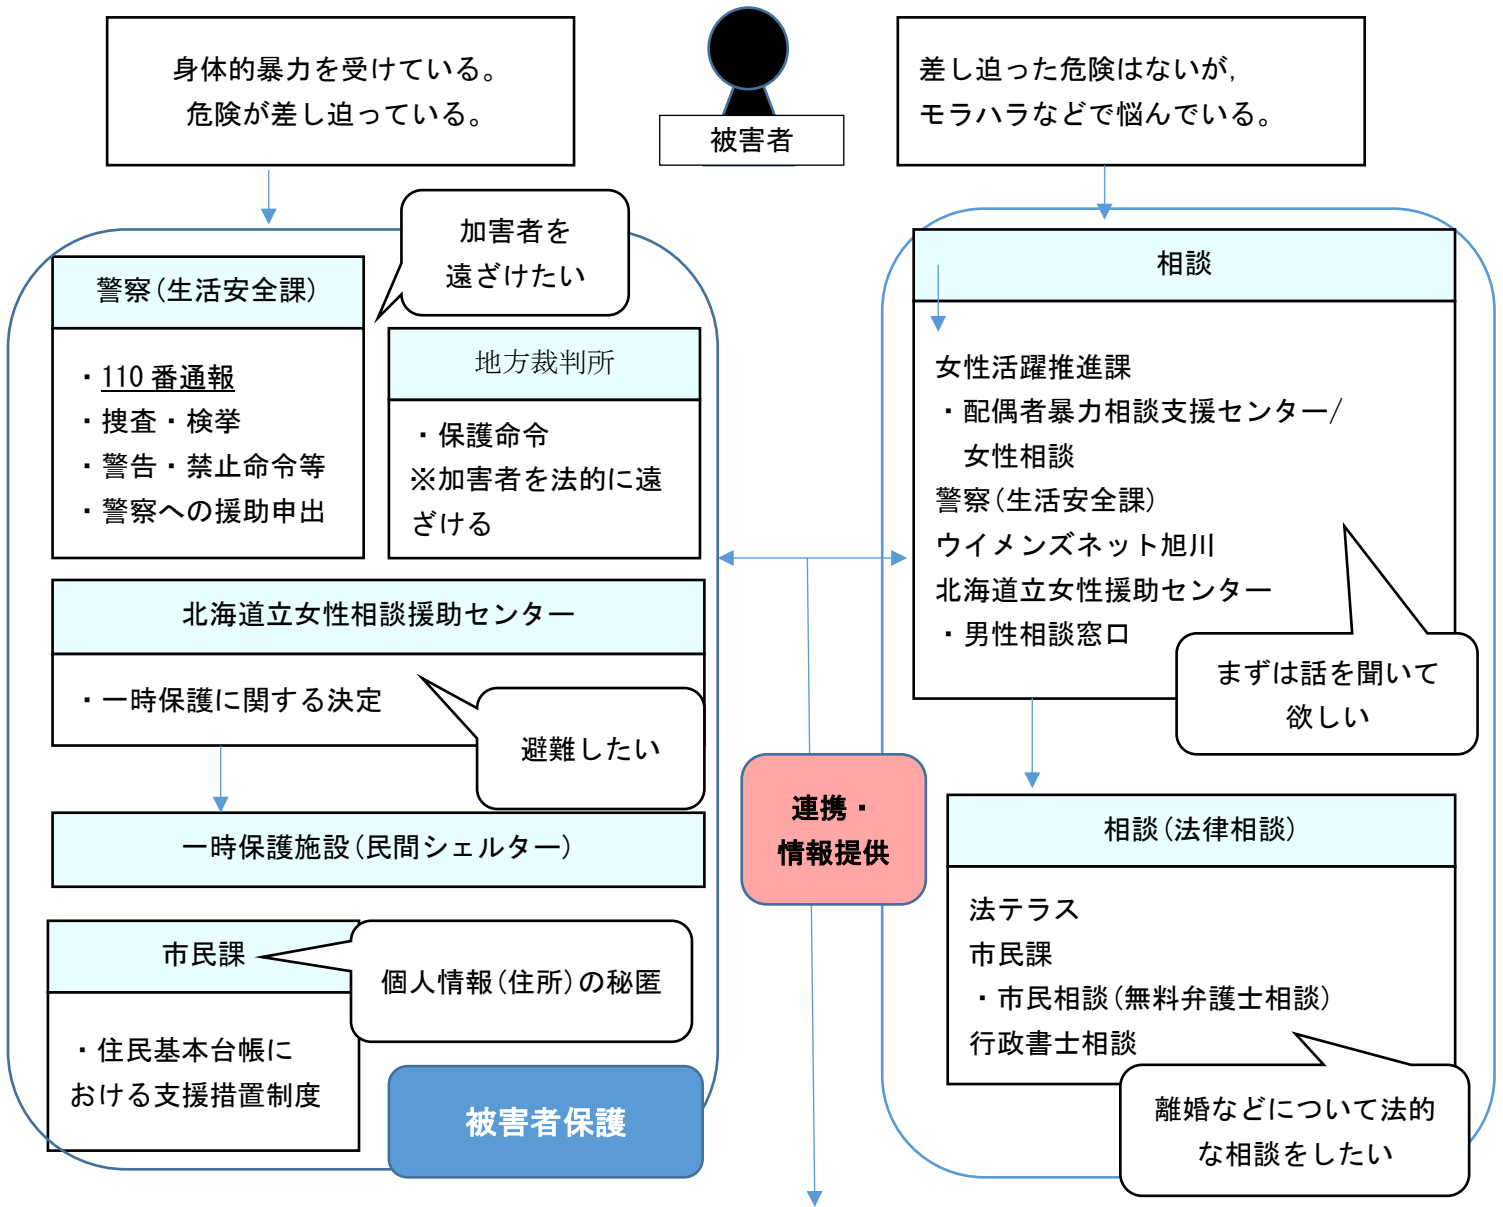 身体的暴力を受けている。
危険が差し迫っている。
被害者
差し迫った危険はないが,
モラハラなどで悩んでいる。
加害者を
遠ざけたい
警察(生活安全課)
・110番通報
・捜査・検挙
・警告・禁止命令等
・警察への援助申出
地方裁判所
・保護命令
※加害者を法的に遠
ざける
北海道立女性相談援助センター
・一時保護に関する決定
避難したい
一時保護施設(民間シェルター)
市民課
個人情報(住所)の秘匿
・住民基本台帳に
おける支援措置制度
被害者保護
連携・
情報提供
相談
女性活躍推進課
・配偶者暴力相談支援センター/
女性相談
警察(生活安全課)
ウイメンズネット旭川
北海道立女性援助センター
・男性相談窓口
まずは話を聞いて
欲しい
相談(法律相談)
法テラス
市民課
・市民相談(無料弁護士相談)
行政書士相談
離婚などについて法的
な相談をしたい